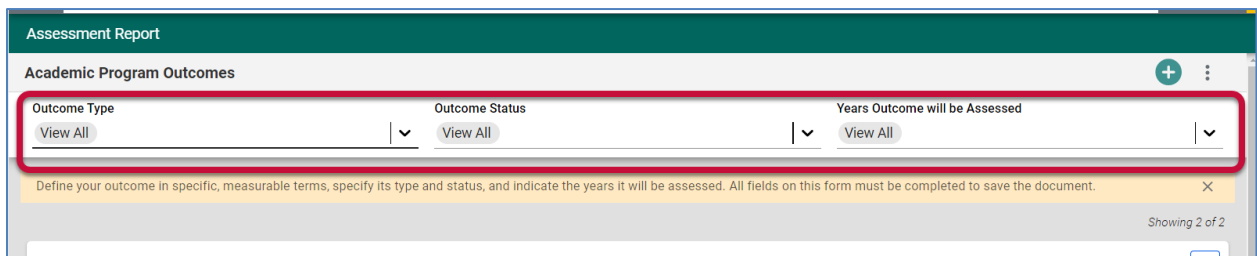 Assessment Report
Academic Program Outcomes
Outcome Type Outcome Status Years Outcome will be Assessed
View All View All View All
Define your outcome in specific, measurable terms, specify its type and status, and indicate the years it will be assessed. All fields on this form must be completed to save the document.
Showing 2 of 2